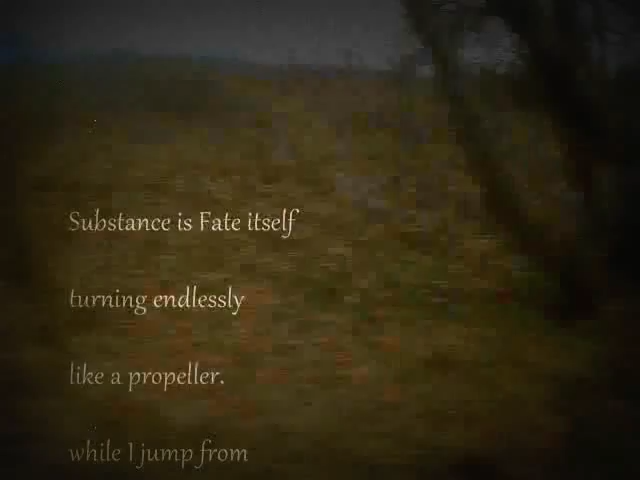 Substance is Fate itself
turning endlessly
like a propeller.
while I jump from